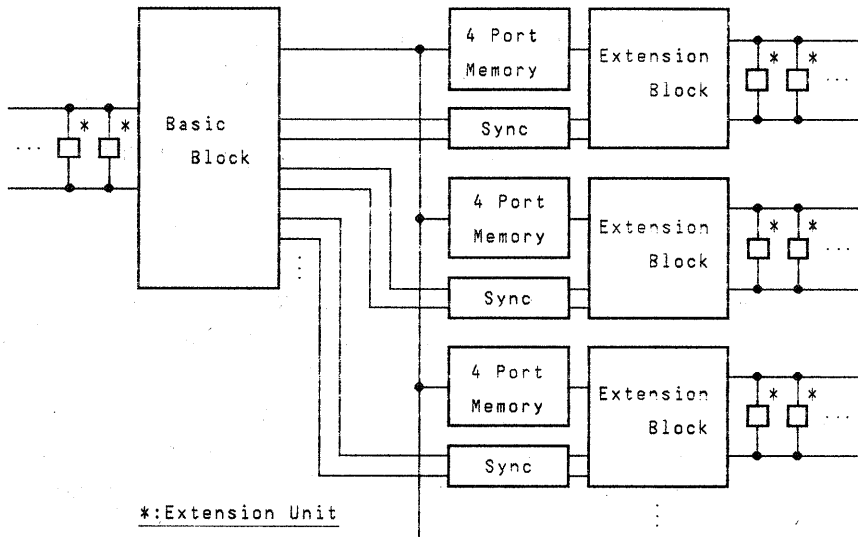 Basic
Block
4 Port
Memory
Extension
Block
*
*
...
Sync
*
*
...
4 Port
Memory
Extension
Block
*
*
...
Sync
4 Port
Memory
Extension
Block
*
*
...
Sync
*:Extension Unit